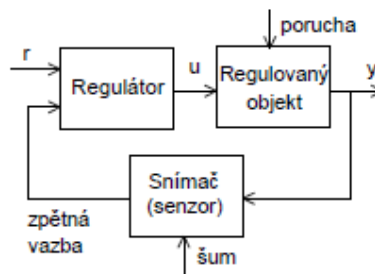 porucha
r
Regulátor
u
Regulovaný
objekt
y
Snímač
(senzor)
zpětná
vazba
šum